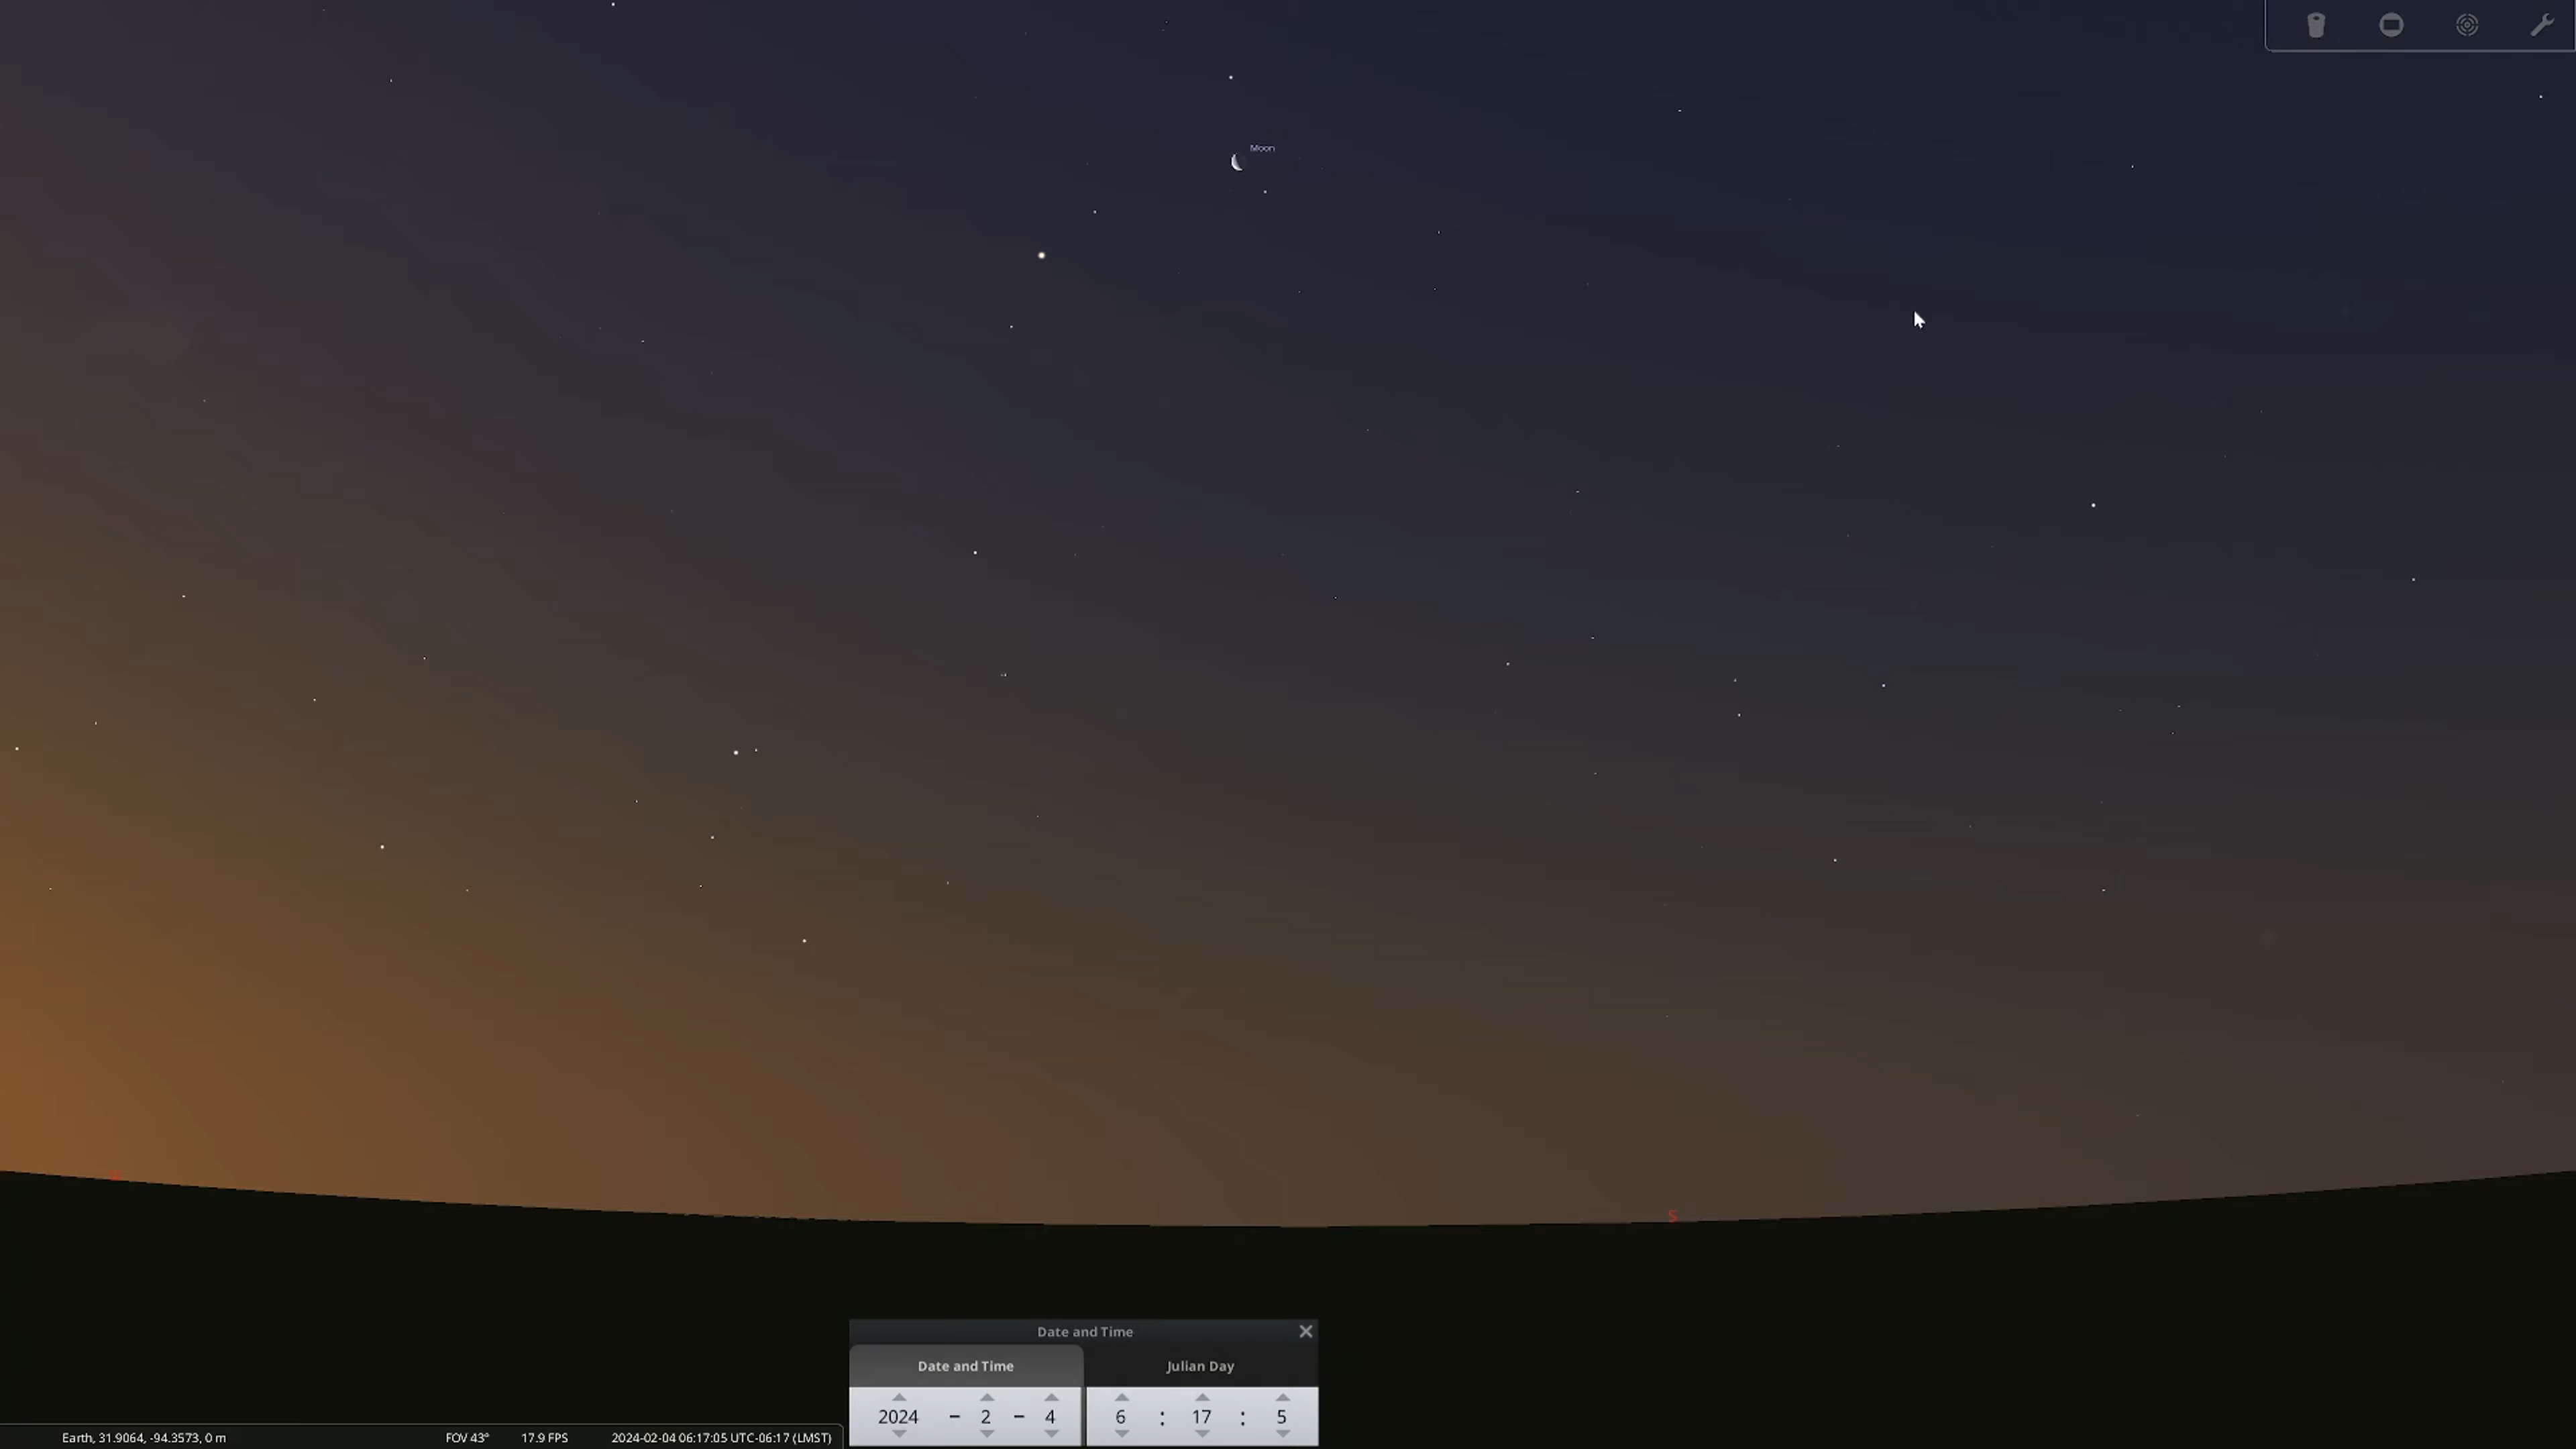 Moon
S
Date and Time
Date and Time
Julian Day
2024 - 2 - 4 6 : 17 : 5
Earth, 31.9064, -94.3573, 0 m FOV 43° 17.9 FPS 2024-02-04 06:17:05 UTC-06:17 (LMST)